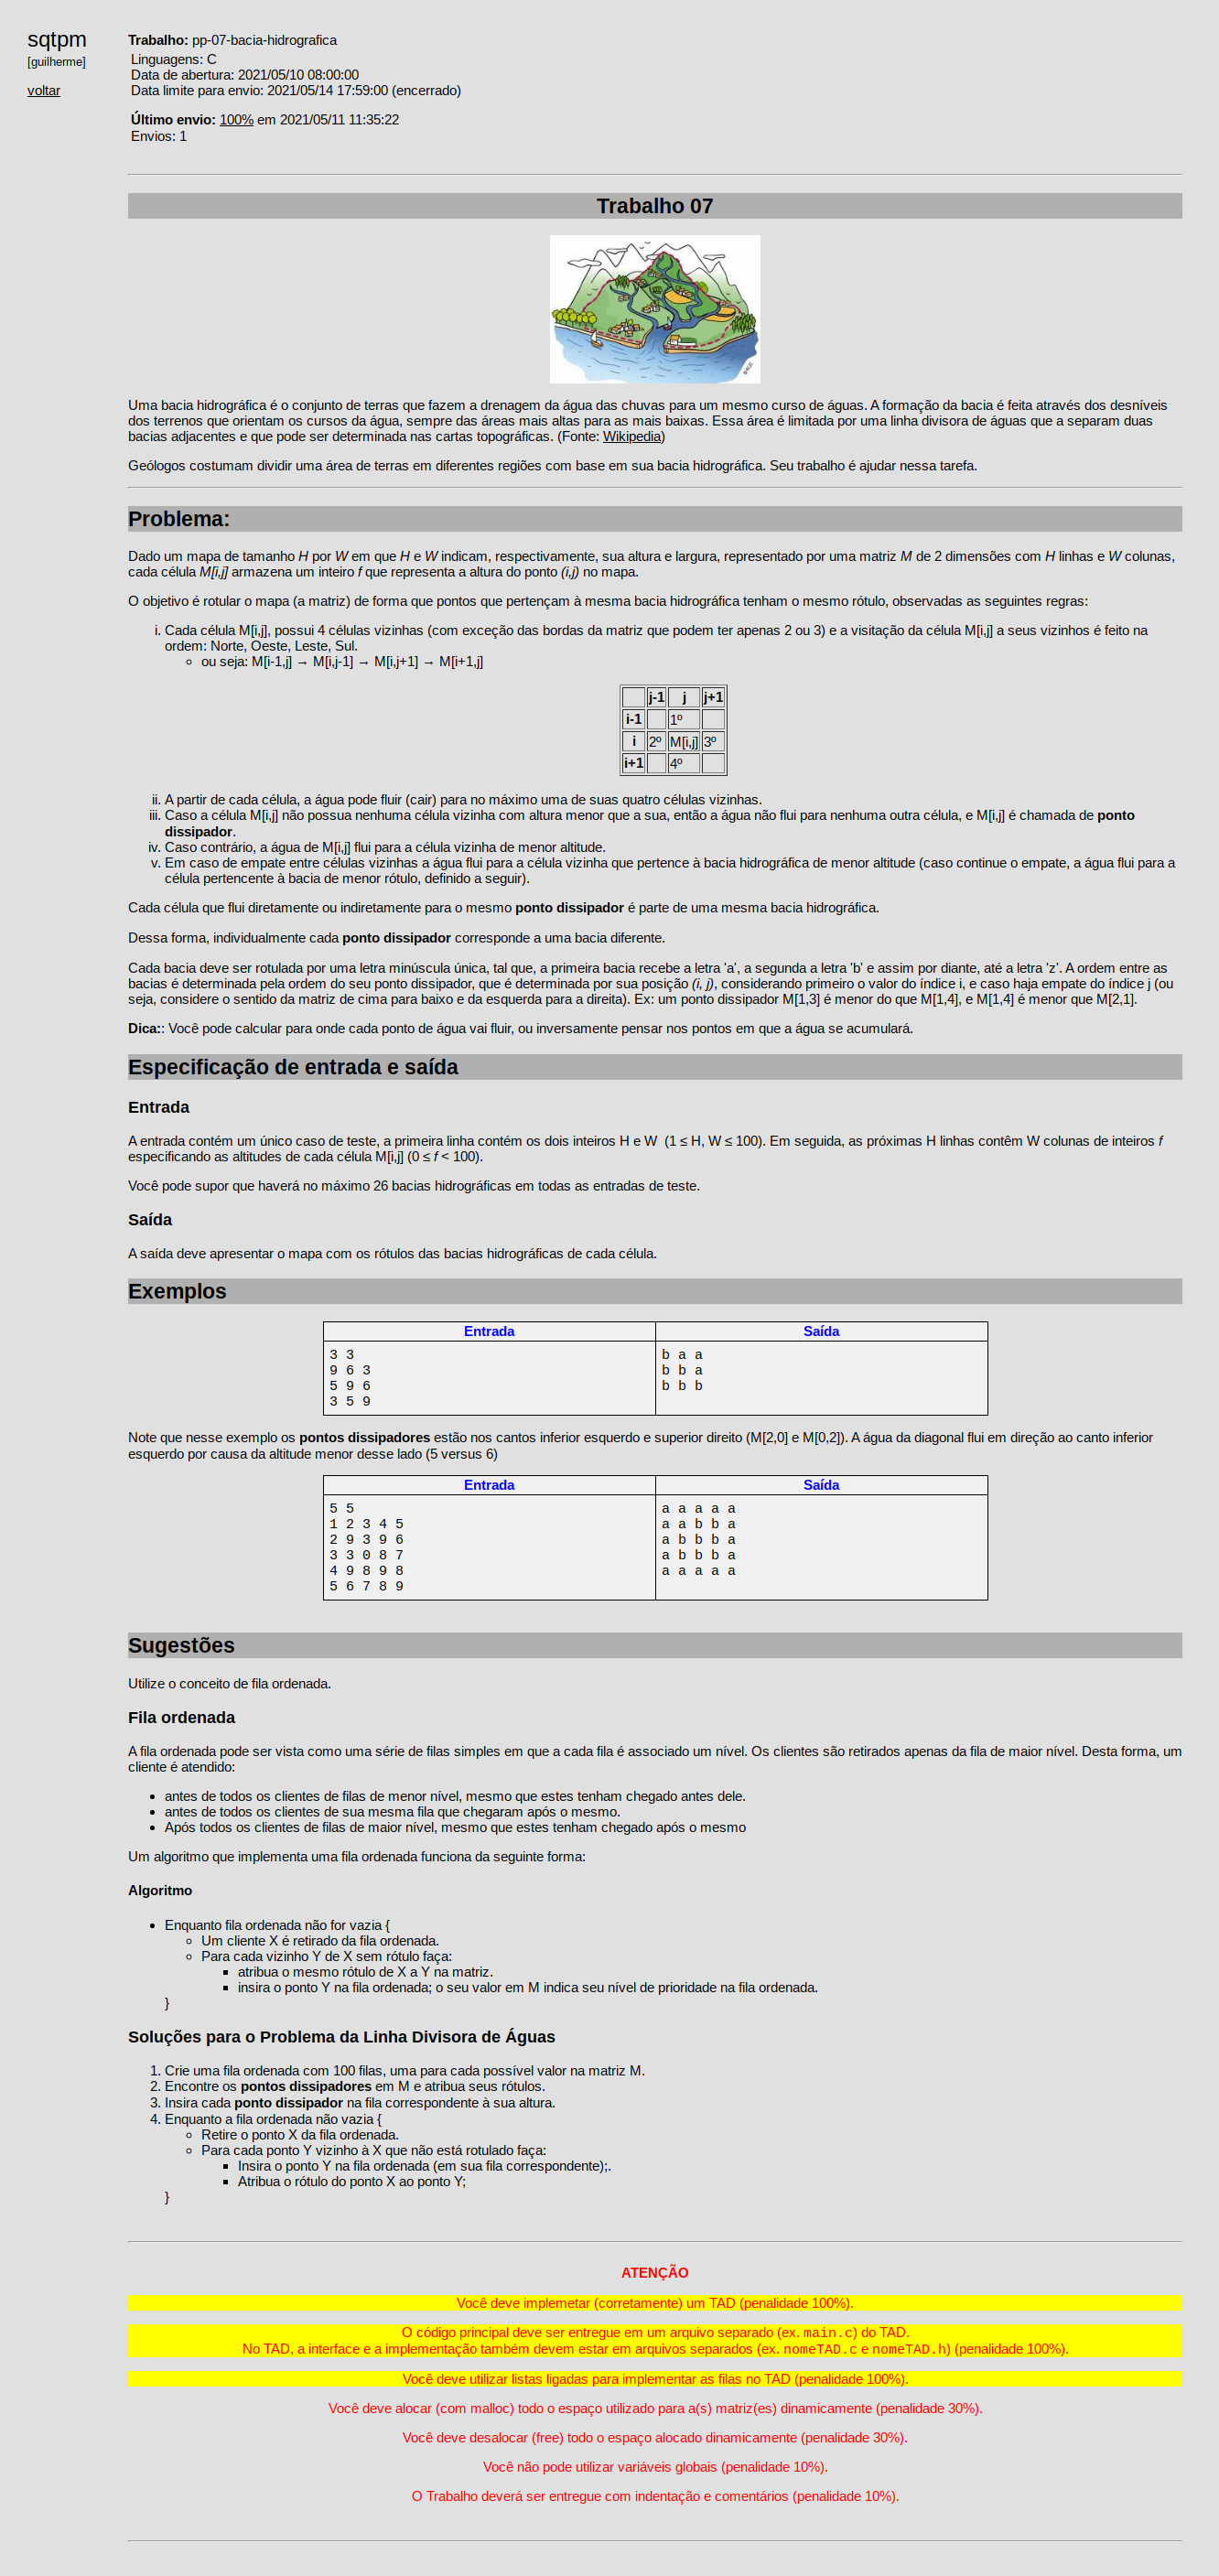 sqtpm
[guilherme]
voltar
Trabalho: pp-07-bacia-hidrografica
Linguagens: C
Data de abertura: 2021/05/10 08:00:00
Data limite para envio: 2021/05/14 17:59:00 (encerrado)
Último envio: 100% em 2021/05/11 11:35:22
Envios: 1
Trabalho 07
Uma bacia hidrográfica é o conjunto de terras que fazem a drenagem da água das chuvas para um mesmo curso de águas. A formação da bacia é feita através dos desníveis
dos terrenos que orientam os cursos da água, sempre das áreas mais altas para as mais baixas. Essa área é limitada por uma linha divisora de águas que a separam duas
bacias adjacentes e que pode ser determinada nas cartas topográficas. (Fonte: Wikipedia)
Geólogos costumam dividir uma área de terras em diferentes regiões com base em sua bacia hidrográfica. Seu trabalho é ajudar nessa tarefa.
Problema:
Dado um mapa de tamanho H por W em que H e W indicam, respectivamente, sua altura e largura, representado por uma matriz M de 2 dimensões com H linhas e W colunas,
cada célula M[i,j] armazena um inteiro f que representa a altura do ponto (i,j) no mapa.
O objetivo é rotular o mapa (a matriz) de forma que pontos que pertençam à mesma bacia hidrográfica tenham o mesmo rótulo, observadas as seguintes regras:
i. Cada célula M[i,j], possui 4 células vizinhas (com exceção das bordas da matriz que podem ter apenas 2 ou 3) e a visitação da célula M[i,j] a seus vizinhos é feito na
ordem: Norte, Oeste, Leste, Sul.
◦ ou seja: M[i-1,j] → M[i,j-1] → M[i,j+1] → M[i+1,j]
j-1 j j+1
i-1 1º
i 2º M[i,j] 3º
i+1 4º
ii. A partir de cada célula, a água pode fluir (cair) para no máximo uma de suas quatro células vizinhas.
iii. Caso a célula M[i,j] não possua nenhuma célula vizinha com altura menor que a sua, então a água não flui para nenhuma outra célula, e M[i,j] é chamada de ponto
dissipador.
iv. Caso contrário, a água de M[i,j] flui para a célula vizinha de menor altitude.
v. Em caso de empate entre células vizinhas a água flui para a célula vizinha que pertence à bacia hidrográfica de menor altitude (caso continue o empate, a água flui para a
célula pertencente à bacia de menor rótulo, definido a seguir).
Cada célula que flui diretamente ou indiretamente para o mesmo ponto dissipador é parte de uma mesma bacia hidrográfica.
Dessa forma, individualmente cada ponto dissipador corresponde a uma bacia diferente.
Cada bacia deve ser rotulada por uma letra minúscula única, tal que, a primeira bacia recebe a letra 'a', a segunda a letra 'b' e assim por diante, até a letra 'z'. A ordem entre as
bacias é determinada pela ordem do seu ponto dissipador, que é determinada por sua posição (i, j), considerando primeiro o valor do índice i, e caso haja empate do índice j (ou
seja, considere o sentido da matriz de cima para baixo e da esquerda para a direita). Ex: um ponto dissipador M[1,3] é menor do que M[1,4], e M[1,4] é menor que M[2,1].
Dica:: Você pode calcular para onde cada ponto de água vai fluir, ou inversamente pensar nos pontos em que a água se acumulará.
Especificação de entrada e saída
Entrada
A entrada contém um único caso de teste, a primeira linha contém os dois inteiros H e W  (1 ≤ H, W ≤ 100). Em seguida, as próximas H linhas contêm W colunas de inteiros f
especificando as altitudes de cada célula M[i,j] (0 ≤ f < 100).
Você pode supor que haverá no máximo 26 bacias hidrográficas em todas as entradas de teste.
Saída
A saída deve apresentar o mapa com os rótulos das bacias hidrográficas de cada célula.
Exemplos
Entrada Saída
3 3 b a a
9 6 3 b b a
5 9 6 b b b
3 5 9
Note que nesse exemplo os pontos dissipadores estão nos cantos inferior esquerdo e superior direito (M[2,0] e M[0,2]). A água da diagonal flui em direção ao canto inferior
esquerdo por causa da altitude menor desse lado (5 versus 6)
Entrada Saída
5 5 a a a a a
1 2 3 4 5 a a b b a
2 9 3 9 6 a b b b a
3 3 0 8 7 a b b b a
4 9 8 9 8 a a a a a
5 6 7 8 9
Sugestões
Utilize o conceito de fila ordenada.
Fila ordenada
A fila ordenada pode ser vista como uma série de filas simples em que a cada fila é associado um nível. Os clientes são retirados apenas da fila de maior nível. Desta forma, um
cliente é atendido:
• antes de todos os clientes de filas de menor nível, mesmo que estes tenham chegado antes dele.
• antes de todos os clientes de sua mesma fila que chegaram após o mesmo.
• Após todos os clientes de filas de maior nível, mesmo que estes tenham chegado após o mesmo
Um algoritmo que implementa uma fila ordenada funciona da seguinte forma:
Algoritmo
• Enquanto fila ordenada não for vazia {
◦ Um cliente X é retirado da fila ordenada.
◦ Para cada vizinho Y de X sem rótulo faça:
▪ atribua o mesmo rótulo de X a Y na matriz.
▪ insira o ponto Y na fila ordenada; o seu valor em M indica seu nível de prioridade na fila ordenada.
}
Soluções para o Problema da Linha Divisora de Águas
1. Crie uma fila ordenada com 100 filas, uma para cada possível valor na matriz M.
2. Encontre os pontos dissipadores em M e atribua seus rótulos.
3. Insira cada ponto dissipador na fila correspondente à sua altura.
4. Enquanto a fila ordenada não vazia {
◦ Retire o ponto X da fila ordenada.
◦ Para cada ponto Y vizinho à X que não está rotulado faça:
▪ Insira o ponto Y na fila ordenada (em sua fila correspondente);.
▪ Atribua o rótulo do ponto X ao ponto Y;
}
ATENÇÃO
Você deve implemetar (corretamente) um TAD (penalidade 100%).
O código principal deve ser entregue em um arquivo separado (ex. main.c) do TAD.
No TAD, a interface e a implementação também devem estar em arquivos separados (ex. nomeTAD.c e nomeTAD.h) (penalidade 100%).
Você deve utilizar listas ligadas para implementar as filas no TAD (penalidade 100%).
Você deve alocar (com malloc) todo o espaço utilizado para a(s) matriz(es) dinamicamente (penalidade 30%).
Você deve desalocar (free) todo o espaço alocado dinamicamente (penalidade 30%).
Você não pode utilizar variáveis globais (penalidade 10%).
O Trabalho deverá ser entregue com indentação e comentários (penalidade 10%).